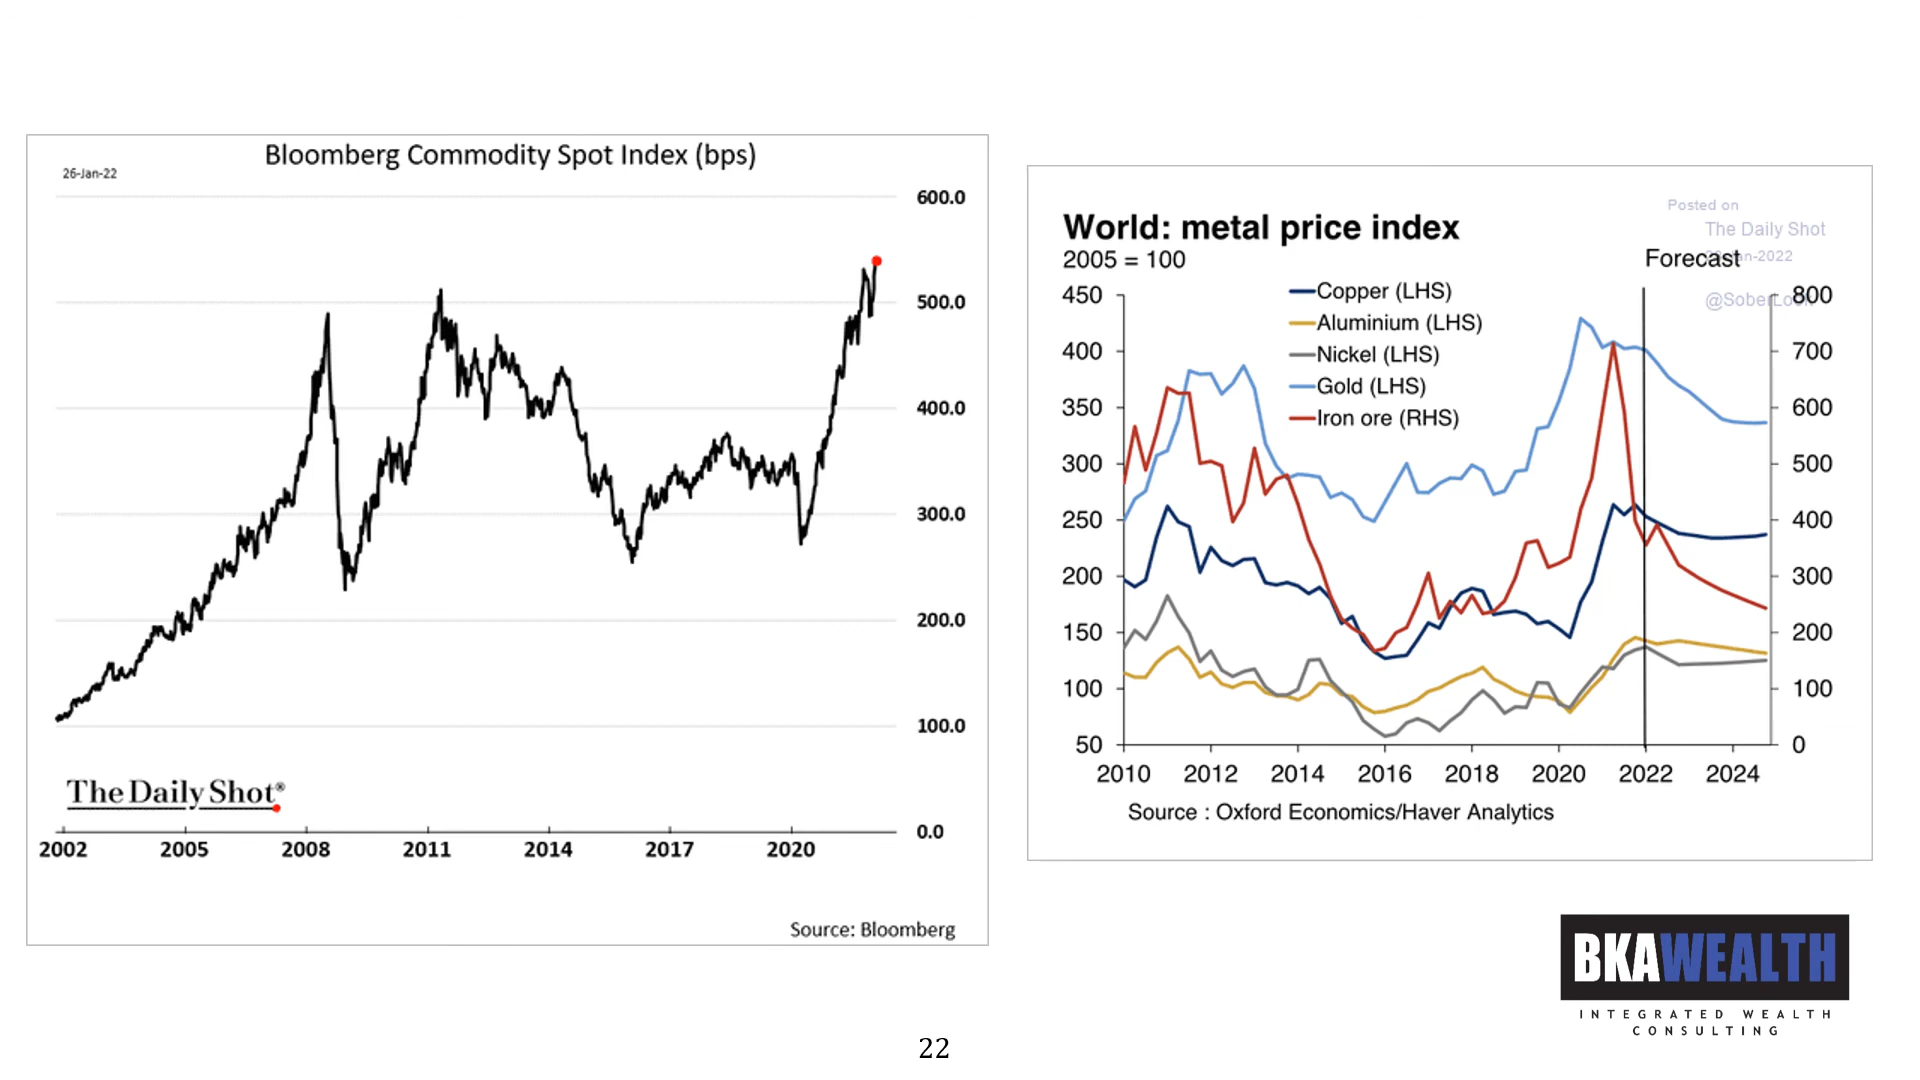 Bloomberg Commodity Spot Index (bps)
26-Jan-22
600.0
500.0
400.0
300.0
200.0
100.0
0.0
The Daily Shot®
2002 2005 2008 2011 2014 2017 2020
Source: Bloomberg
Posted on
The Daily Shot
World: metal price index
2005 = 100
Forecast
Jan-2022
Copper (LHS)
Aluminium (LHS)
Nickel (LHS)
Gold (LHS)
Iron ore (RHS)
450 800
400 700
350 600
300 500
250 400
200 300
150 200
100 100
50 0
2010 2012 2014 2016 2018 2020 2022 2024
Source : Oxford Economics/Haver Analytics
BKAWEALTH
INTEGRATED WEALTH
CONSULTING
22